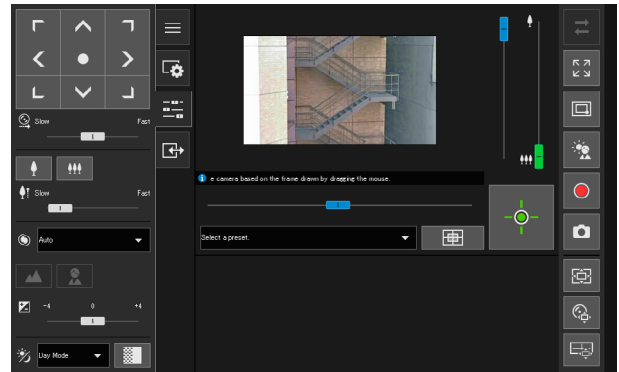 Slow Fast
Slow Fast
Auto
-4 0 +4
Day Mode
e camera based on the frame drawn by dragging the mouse.
Select a preset.